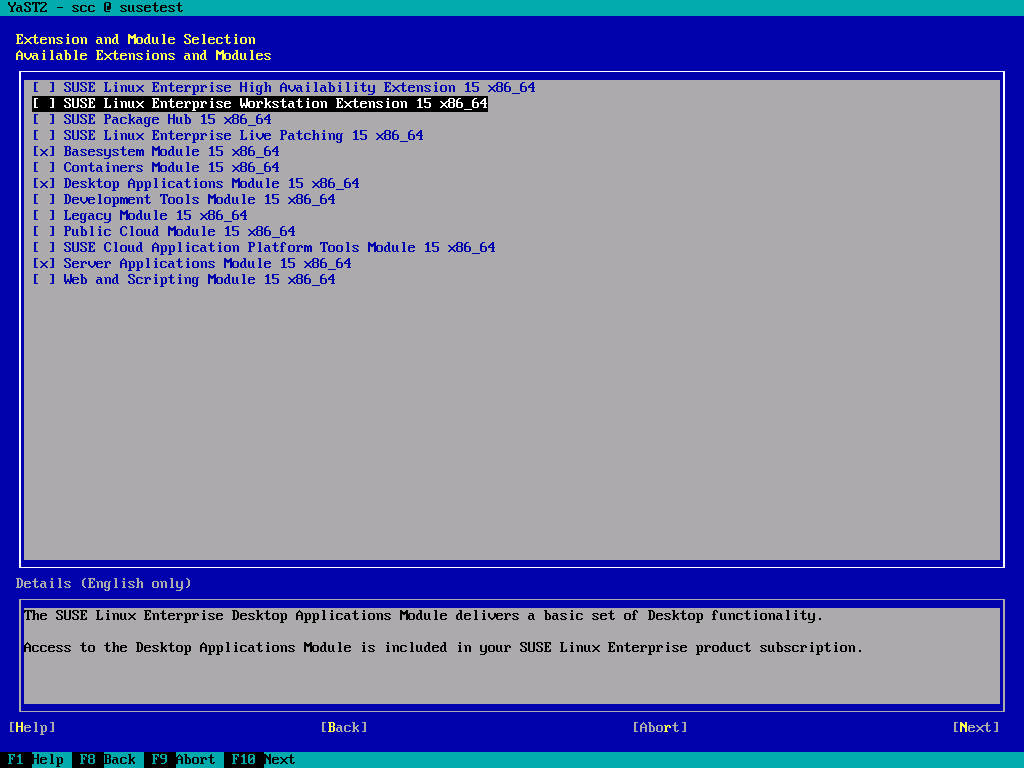 YaST2 - scc @ susetest
Extension and Module Selection
Available Extensions and Modules
[ ] SUSE Linux Enterprise High Availability Extension 15 x86_64
[ ] SUSE Linux Enterprise Workstation Extension 15 x86_64
[ ] SUSE Package Hub 15 x86_64
[ ] SUSE Linux Enterprise Live Patching 15 x86_64
[x] Basesystem Module 15 x86_64
[ ] Containers Module 15 x86_64
[x] Desktop Applications Module 15 x86_64
[ ] Development Tools Module 15 x86_64
[ ] Legacy Module 15 x86_64
[ ] Public Cloud Module 15 x86_64
[ ] SUSE Cloud Application Platform Tools Module 15 x86_64
[x] Server Applications Module 15 x86_64
[ ] Web and Scripting Module 15 x86_64
Details (English only)
The SUSE Linux Enterprise Desktop Applications Module delivers a basic set of Desktop functionality.
Access to the Desktop Applications Module is included in your SUSE Linux Enterprise product subscription.
[Help] [Back] [Abort] [Next]
F1 Help F8 Back F9 Abort F10 Next